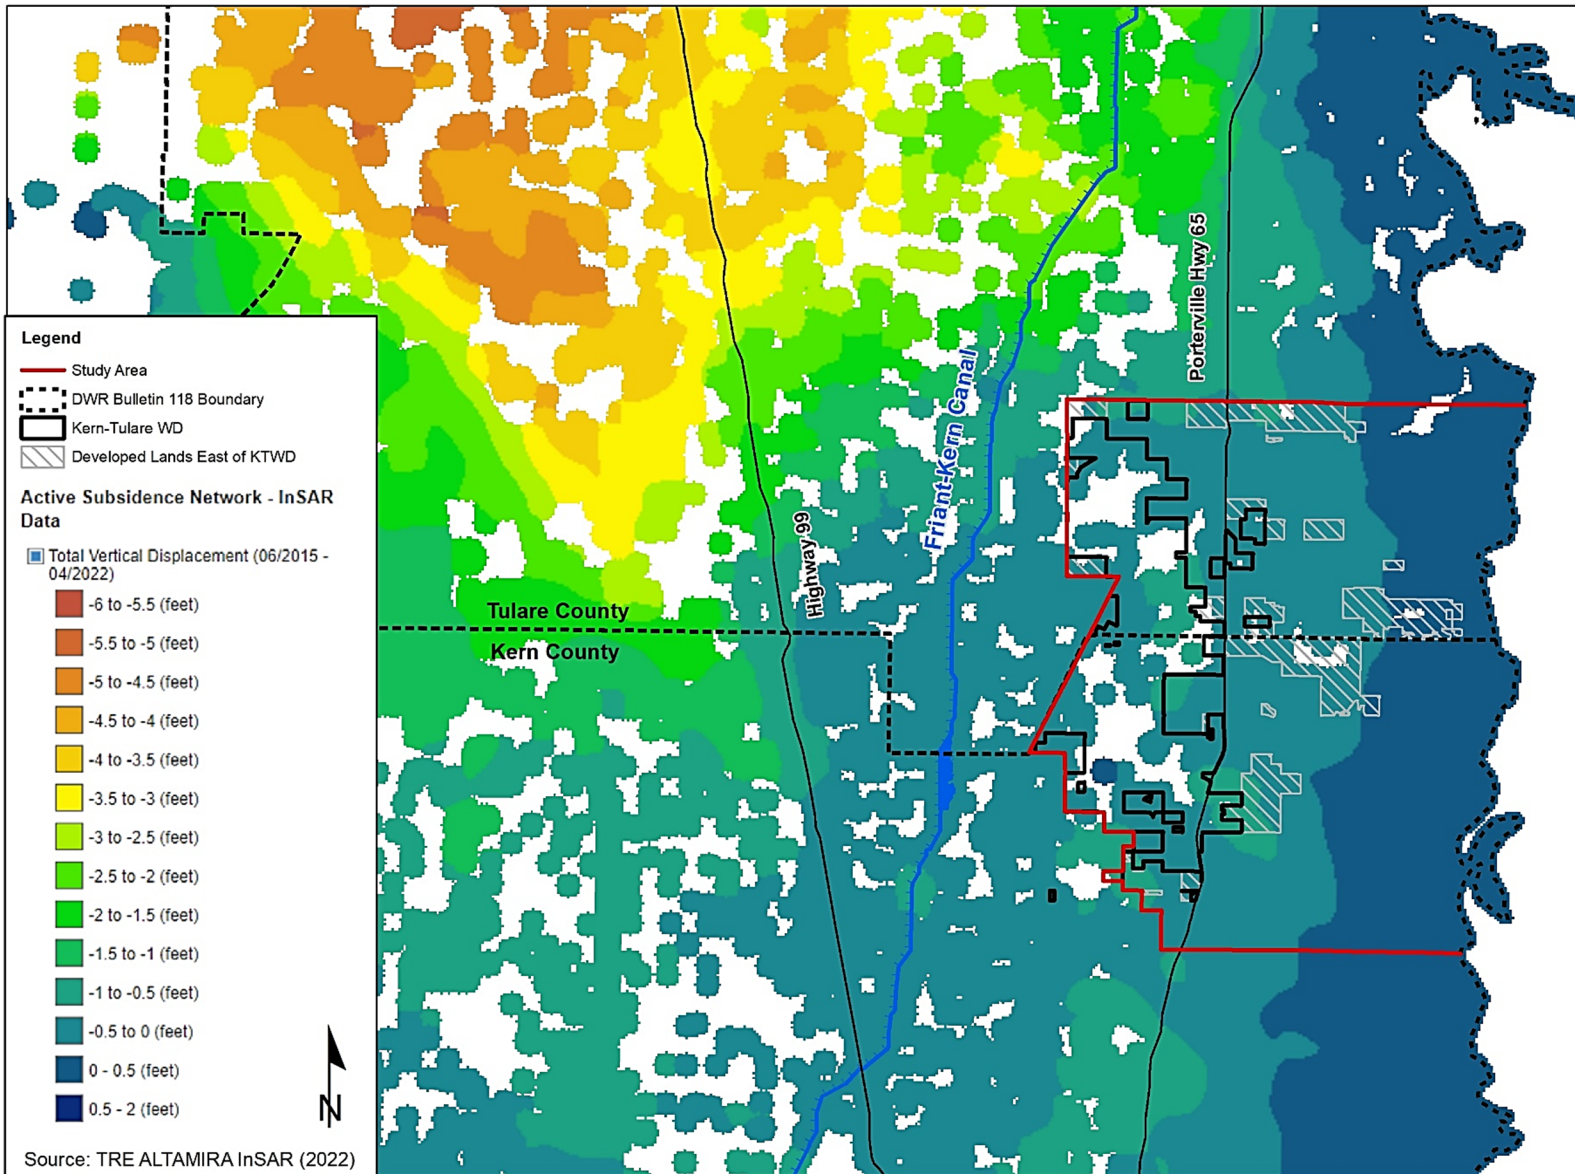 Porterville Hwy 65
Friant-Kern Canal
Highway 99
Tulare County
Kern County
Legend
Study Area
DWR Bulletin 118 Boundary
Kern-Tulare WD
Developed Lands East of KTWD
Active Subsidence Network - InSAR
Data
Total Vertical Displacement (06/2015 -
04/2022)
-6 to -5.5 (feet)
-5.5 to -5 (feet)
-5 to -4.5 (feet)
-4.5 to -4 (feet)
-4 to -3.5 (feet)
-3.5 to -3 (feet)
-3 to -2.5 (feet)
-2.5 to -2 (feet)
-2 to -1.5 (feet)
-1.5 to -1 (feet)
-1 to -0.5 (feet)
-0.5 to 0 (feet)
0 - 0.5 (feet)
0.5 - 2 (feet)
N
Source: TRE ALTAMIRA InSAR (2022)